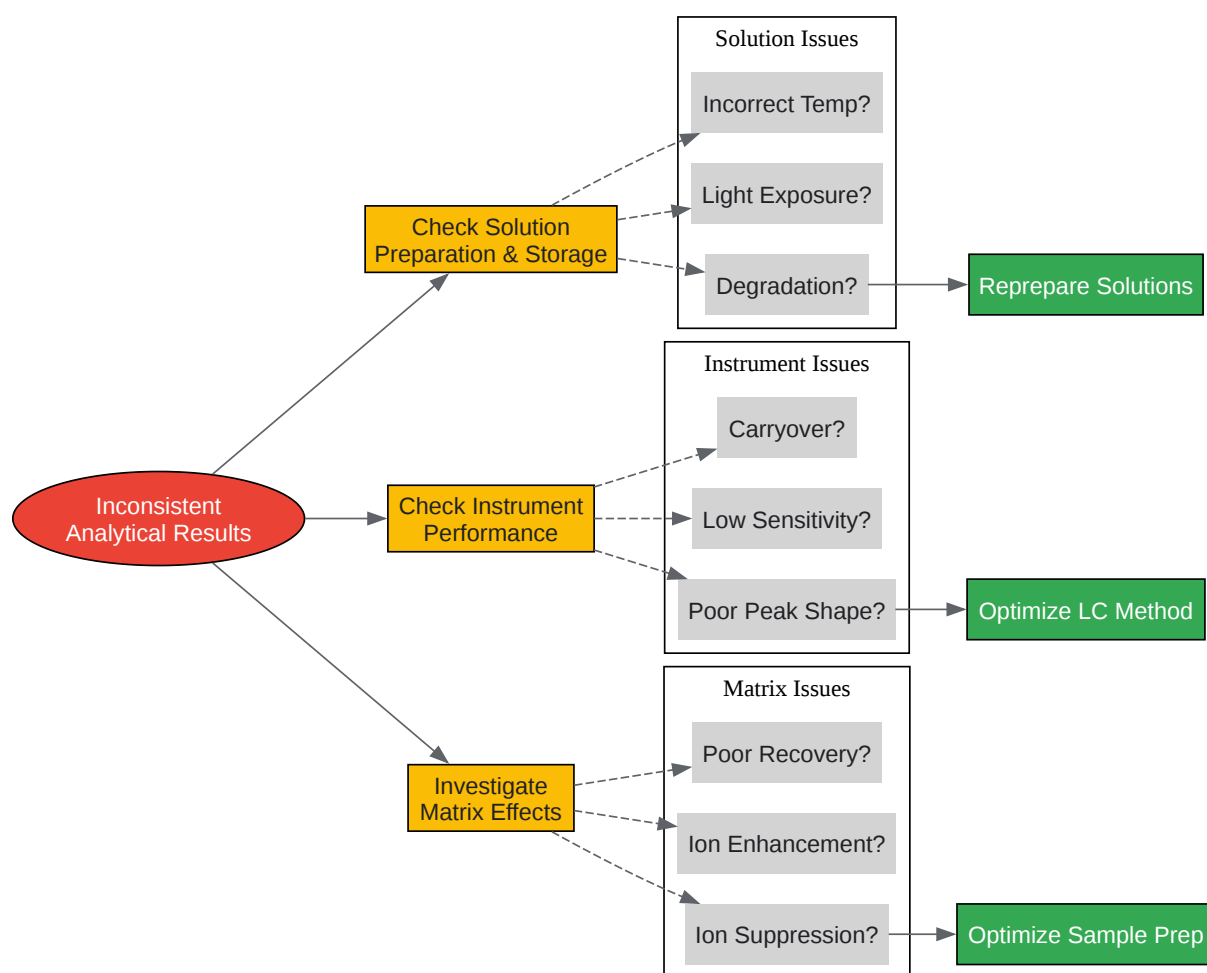 Solution Issues
Incorrect Temp?
Light Exposure?
Degradation?
Check Solution
Preparation & Storage
Reprepare Solutions
Instrument Issues
Carryover?
Low Sensitivity?
Poor Peak Shape?
Inconsistent
Analytical Results
Check Instrument
Performance
Optimize LC Method
Matrix Issues
Poor Recovery?
Ion Enhancement?
Ion Suppression?
Investigate
Matrix Effects
Optimize Sample Prep